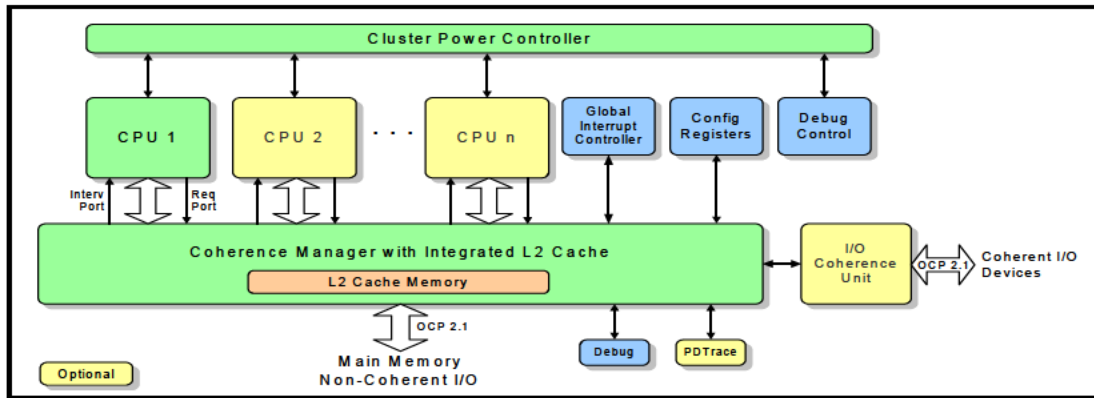 Cluster Power Controller
CPU 1
CPU 2
. . .
CPU n
Global
Interrupt
Controller
Config
Registers
Debug
Control
Interv
Port
Req
Port
Coherence Manager with Integrated L2 Cache
L2 Cache Memory
I/O
Coherence
Unit
OCP 2.1
Coherent I/O
Devices
OCP 2.1
Main Memory
Non-Coherent I/O
Debug
PDTrace
Optional